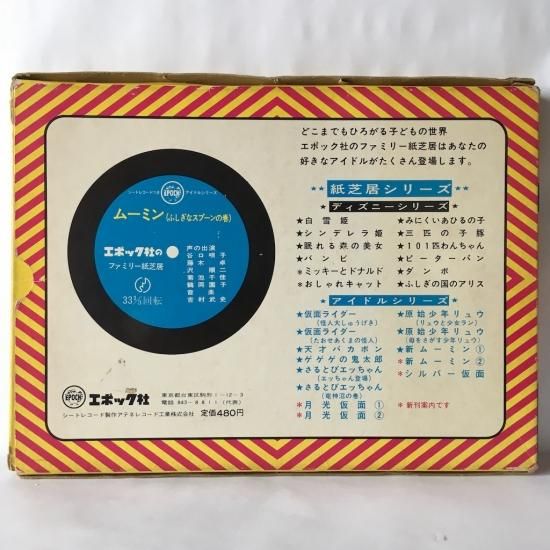 どこまでもひろがる子どもの世界
エポック社のファミリー紙芝居はあなたの
好きなアイドルがたくさん登場します。
★★紙芝居シリーズ★★
ディズニーシリーズ
★白雪姫
★シンデレラ姫
★眠れる森の美女
★バンビ
＊ミッキーとドナルド
＊おしゃれキャット
★みにくいあひるの子
★三匹の子豚
★101匹わんちゃん
★ピーターパン
★ダンボ
★ふしぎの国のアリス
アイドルシリーズ
★仮面ライダー
(怪人大しゅうげき)
★仮面ライダー
(たおせあくまの怪人)
★天才バカボン
★ゲゲゲの鬼太郎
★さるとびエッちゃん
(エッちゃん登場)
★さるとびエッちゃん
(竜神沼の巻)
＊月光仮面①
＊月光仮面②
★原始少年リュウ
(リュウと少女ラン)
★原始少年リュウ
(母をさがす少年リュウ)
★新ムーミン①
★新ムーミン②
＊シルバー仮面
＊新刊案内です
EPOCH
シートレコードつき
アイドルシリーズ
ムーミン(ふしぎなスプーンの巻)
エポック社の
ファミリー紙芝居
33⅓回転
声の出演
谷口明子
藤木卓
沢順二
菊池千佳
鶴岡園子
音楽
吉村武史
EPOCH
エポック社
東京都台東区駒形1-12-3
電話 843-8811(代表)
シートレコード製作アテネレコード工業株式会社
定価480円